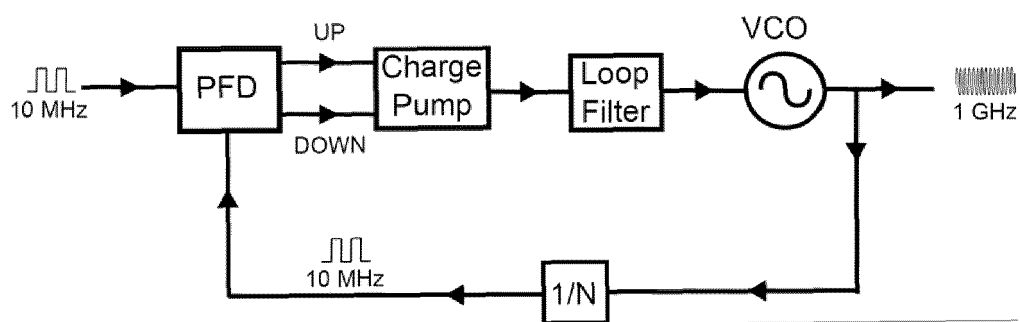 UP
VCO
10 MHz
PFD
Charge
Pump
Loop
Filter
1 GHz
DOWN
10 MHz
1/N